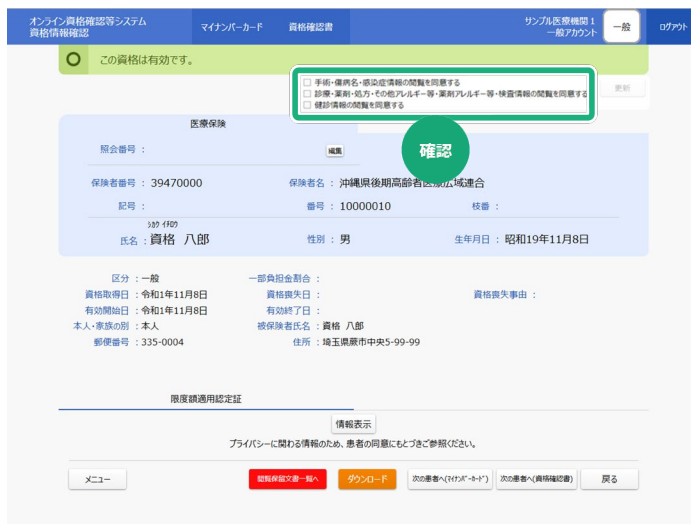 オンライン資格確認等システム
資格情報確認
マイナンバーカード 資格確認書
サンプル医療機関1
一般アカウント
一般
ログアウト
この資格は有効です。
□ 手術・傷病名・感染症情報の閲覧を同意する
□ 診療・薬剤・処方・その他アレルギー等・薬剤アレルギー等・検査情報の閲覧を同意する
□ 健診情報の閲覧を同意する
更新
医療保険
確認
照会番号 :
編集
保険者番号 : 39470000 保険者名 : 沖縄県後期高齢者医療広域連合
記号 : 番号 : 10000010 枝番 :
氏名 : 資格 八郎 性別 : 男 生年月日 : 昭和19年11月8日
区分 : 一般 一部負担金割合 :
資格取得日 : 令和1年11月8日 資格喪失日 : 資格喪失事由 :
有効開始日 : 令和1年11月8日 有効終了日 :
本人・家族の別 : 本人 被保険者氏名 : 資格 八郎
郵便番号 : 335-0004 住所 : 埼玉県蕨市中央5-99-99
限度額適用認定証
情報表示
プライバシーに関わる情報のため、患者の同意にもとづきご参照ください。
メニュー 閲覧保留文書一覧へ ダウンロード 次の患者へ(マイナンバーカード) 次の患者へ(資格確認書) 戻る